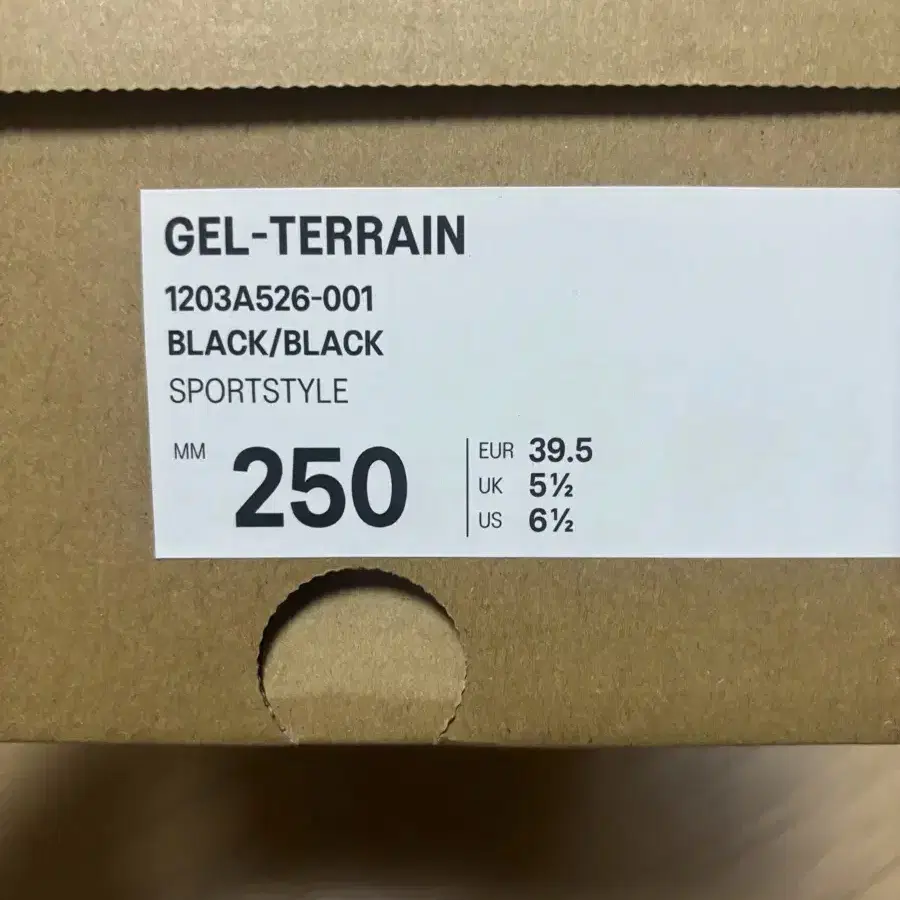 GEL-TERRAIN
1203A526-001
BLACK/BLACK
SPORTSTYLE
MM 250
EUR 39.5
UK 5½
US 6½